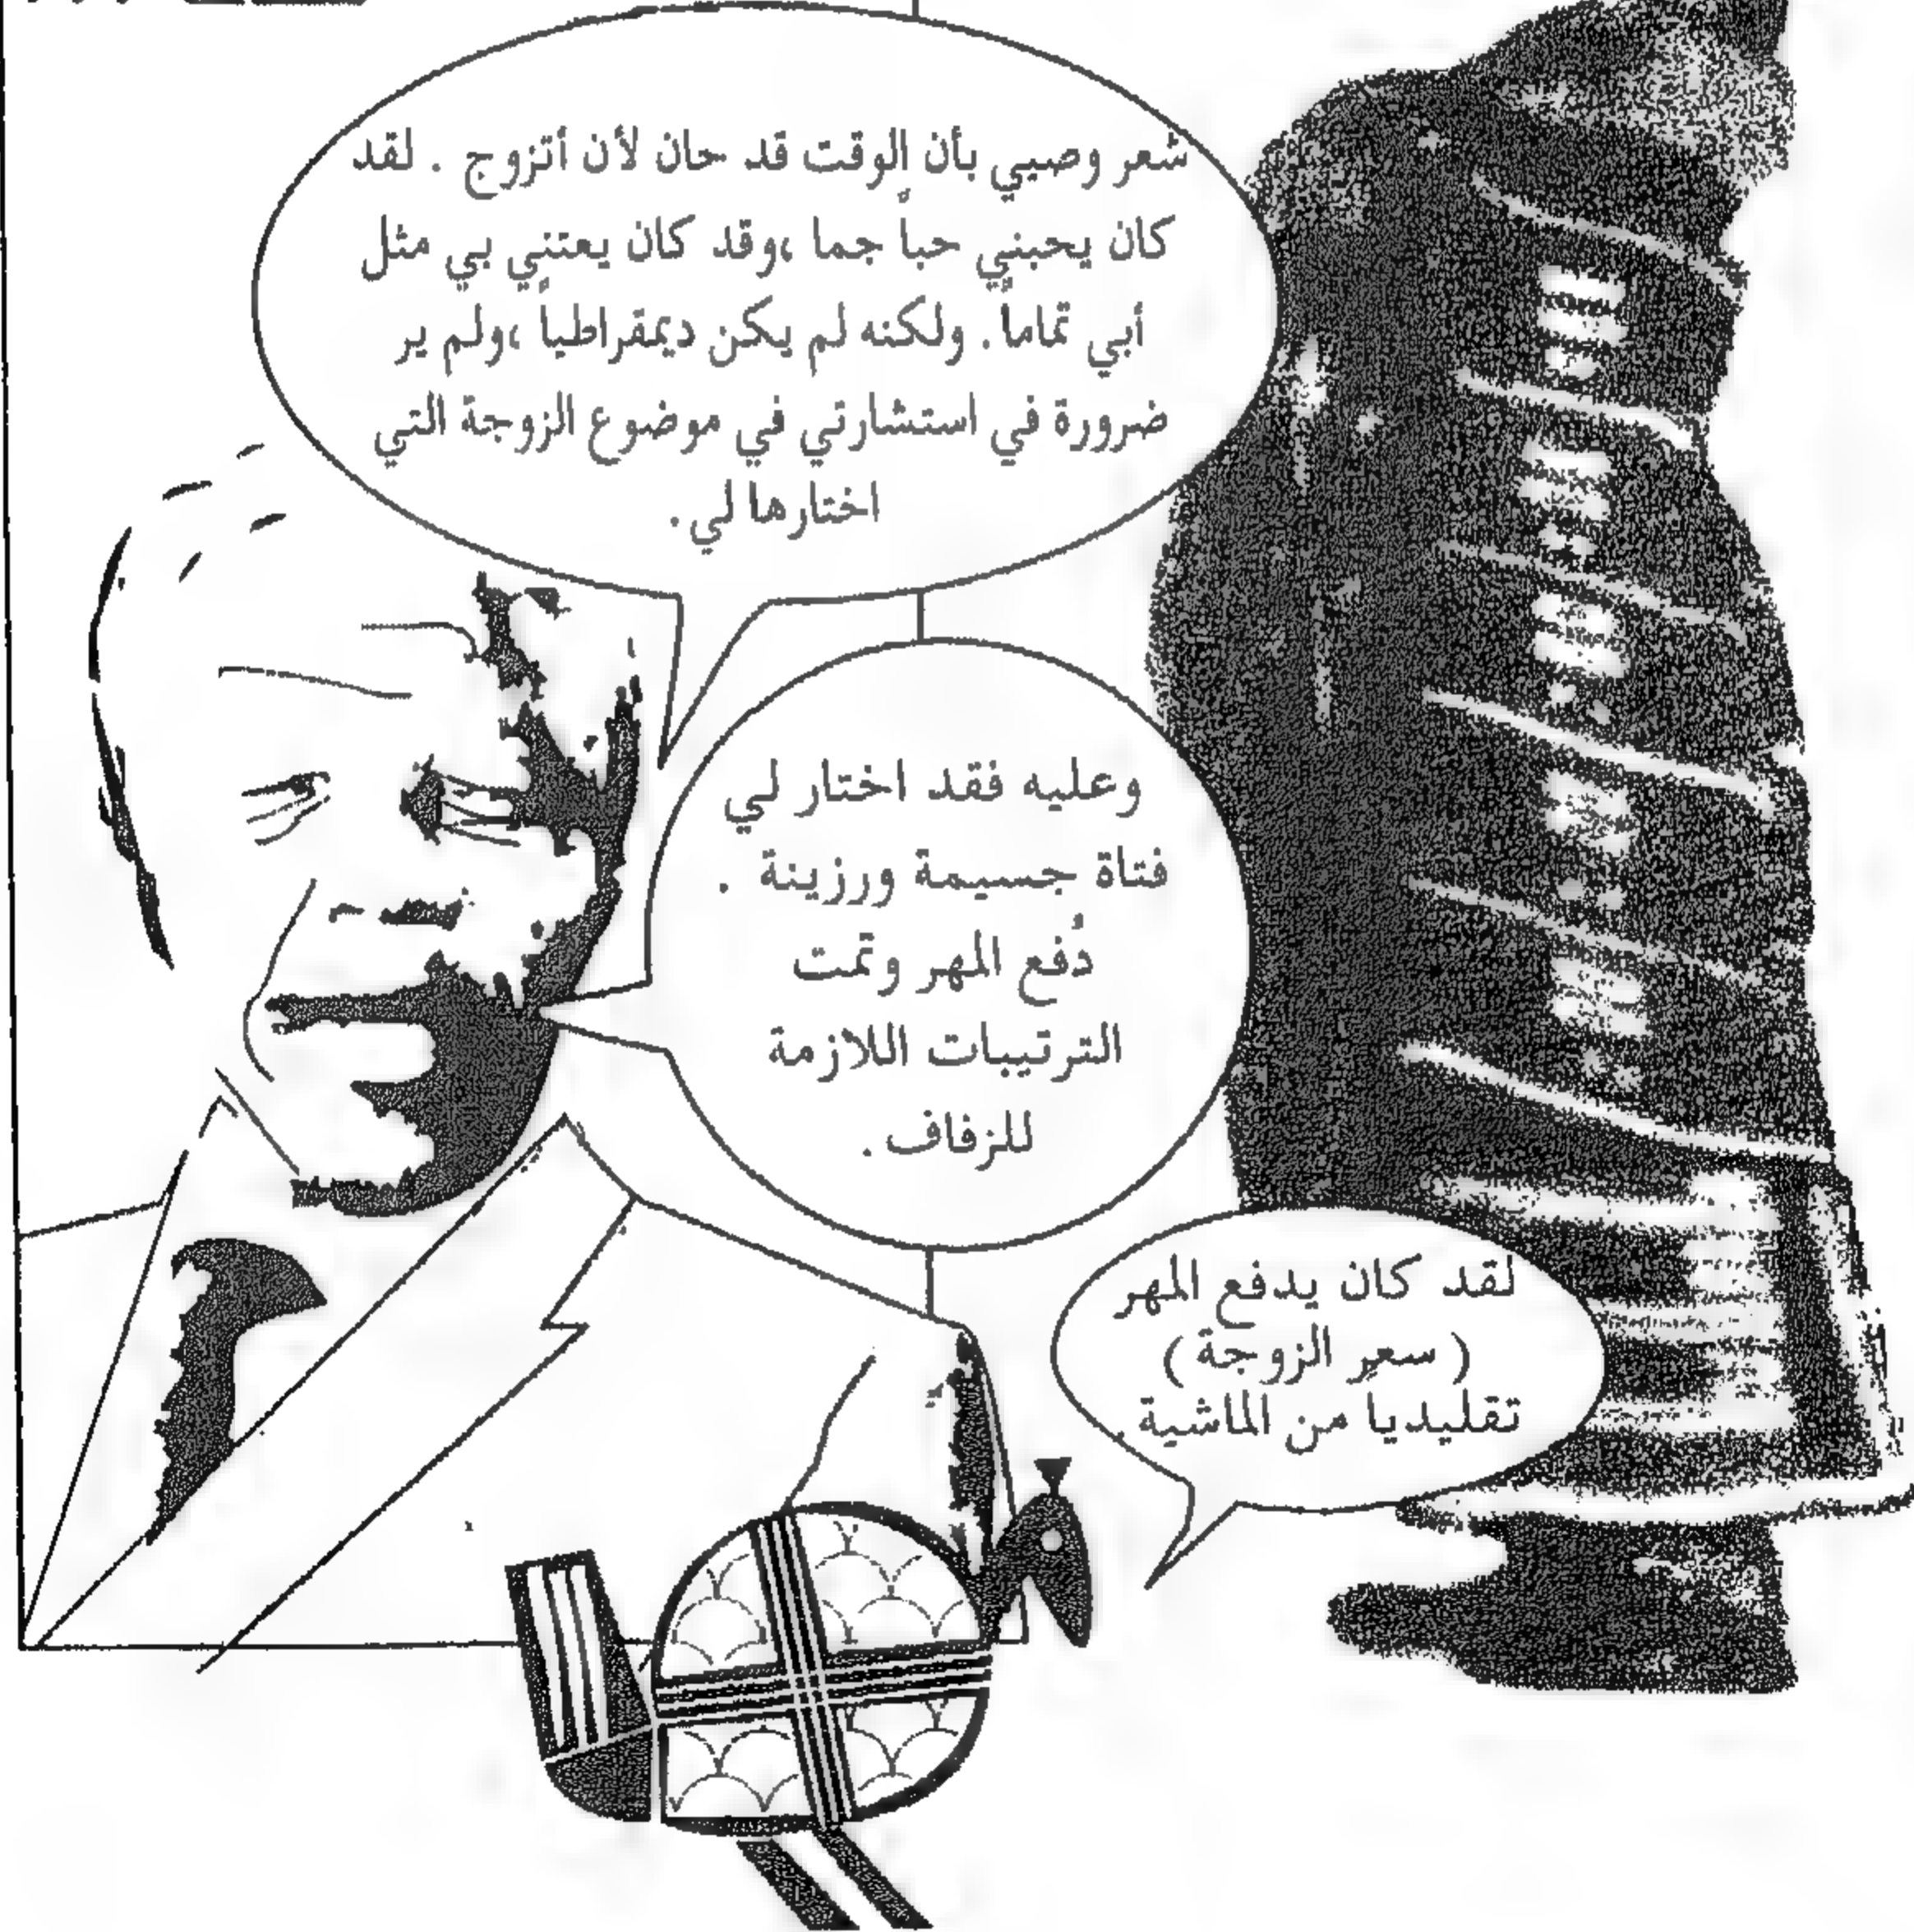 شعر وصيي بأن الوقت قد حان لأن أتزوج . لقد
كان يحبني حباً جما ،وقد كان يعتني بي مثل
أبي تماماً. ولكنه لم يكن ديمقراطياً ،ولم ير
ضرورة في استشارتي في موضوع الزوجة التي
اختارها لي.
وعليه فقد اختار لي
فتاة جسيمة ورزينة .
دُفع المهر وتمت
الترتيبات اللازمة
للزفاف .
لقد كان يدفع المهر
( سعر الزوجة )
تقليديا من الماشية .